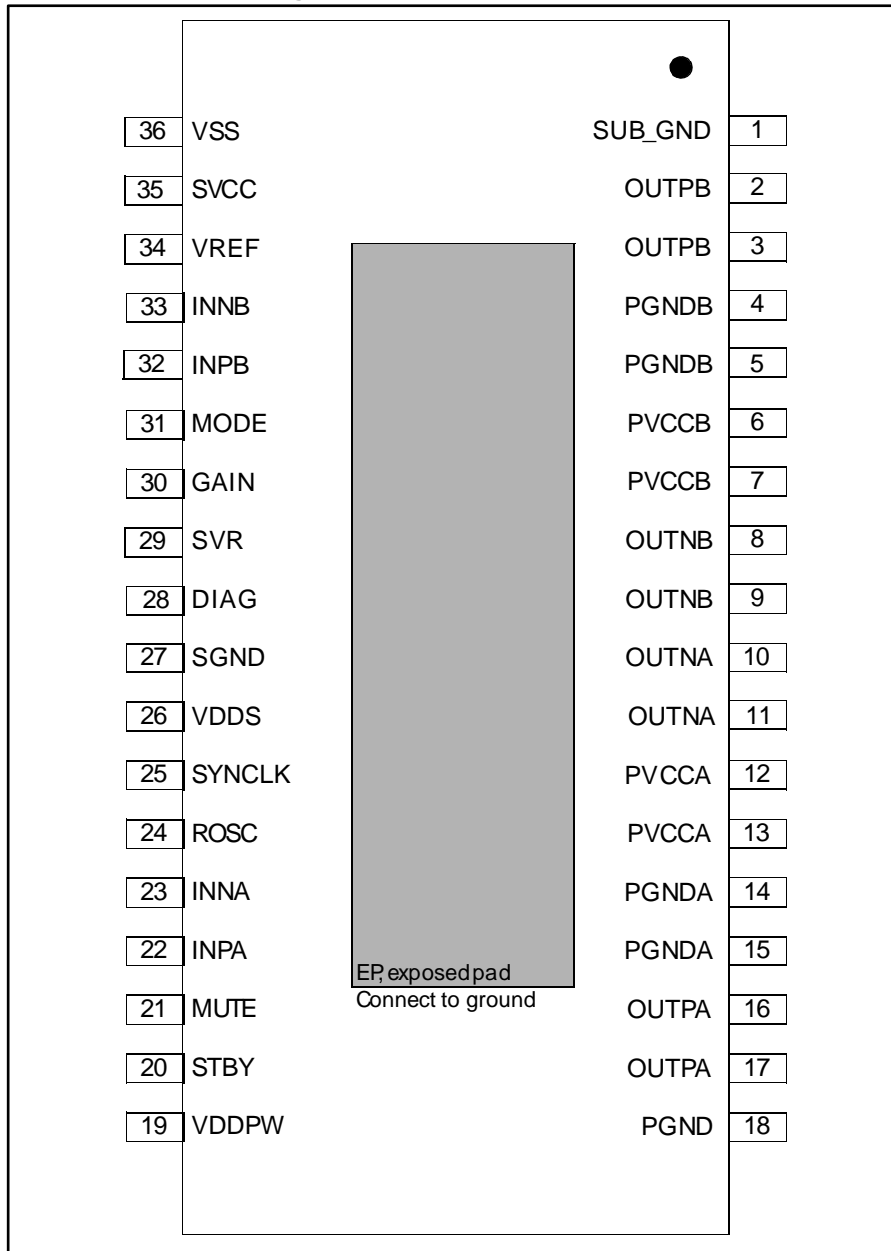 36 VSS SUB_GND 1
35 SVCC OUTPB 2
34 VREF OUTPB 3
33 INNB PGNDB 4
32 INPB PGNDB 5
31 MODE PVCCB 6
30 GAIN PVCCB 7
29 SVR OUTNB 8
28 DIAG OUTNB 9
27 SGND OUTNA 10
26 VDDS OUTNA 11
25 SYNCLK PVCCA 12
24 ROSC PVCCA 13
23 INNA PGNDA 14
22 INPA PGNDA 15
EP, exposed pad
Connect to ground
21 MUTE OUTPA 16
20 STBY OUTPA 17
19 VDDPW PGND 18